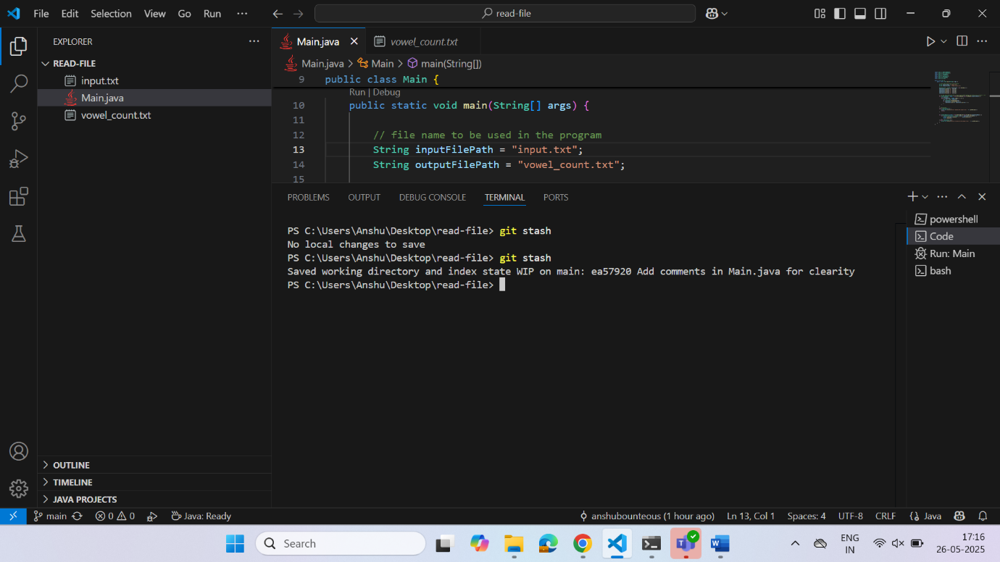 File Edit Selection View Go Run ··· read-file
EXPLORER ···
READ-FILE
input.txt
Main.java
vowel_count.txt
Main.java vowel_count.txt
Main.java > Main > main(String[])
9 public class Main {
Run | Debug
10 public static void main(String[] args) {
11
12 // file name to be used in the program
13 String inputFilePath = "input.txt";
14 String outputFilePath = "vowel_count.txt";
15
PROBLEMS OUTPUT DEBUG CONSOLE TERMINAL PORTS
PS C:\Users\Anshu\Desktop\read-file> git stash
No local changes to save
PS C:\Users\Anshu\Desktop\read-file> git stash
Saved working directory and index state WIP on main: ea57920 Add comments in Main.java for clearity
PS C:\Users\Anshu\Desktop\read-file>
powershell
Code
Run: Main
bash
OUTLINE
TIMELINE
JAVA PROJECTS
main 0 0 Java: Ready anshubounteous (1 hour ago) Ln 13, Col 1 Spaces: 4 UTF-8 CRLF {} Java
Search
ENG
IN
17:16
26-05-2025